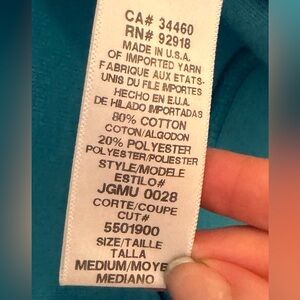 CA# 34460
RN# 92918
MADE IN U.S.A.
OF IMPORTED YARN
FABRIQUE AUX ETATS-
UNIS DU FILE IMPORTES
HECHO EN E.U.A.
DE HILADO IMPORTADAS
80% COTTON
COTON/ALGODON
20% POLYESTER
POLYESTER/POLIESTER
STYLE/MODELE
ESTILO#
JGMU 0028
CORTE/COUPE
CUT#
5501900
SIZE/TAILLE
TALLA
MEDIUM/MOYE
MEDIANO